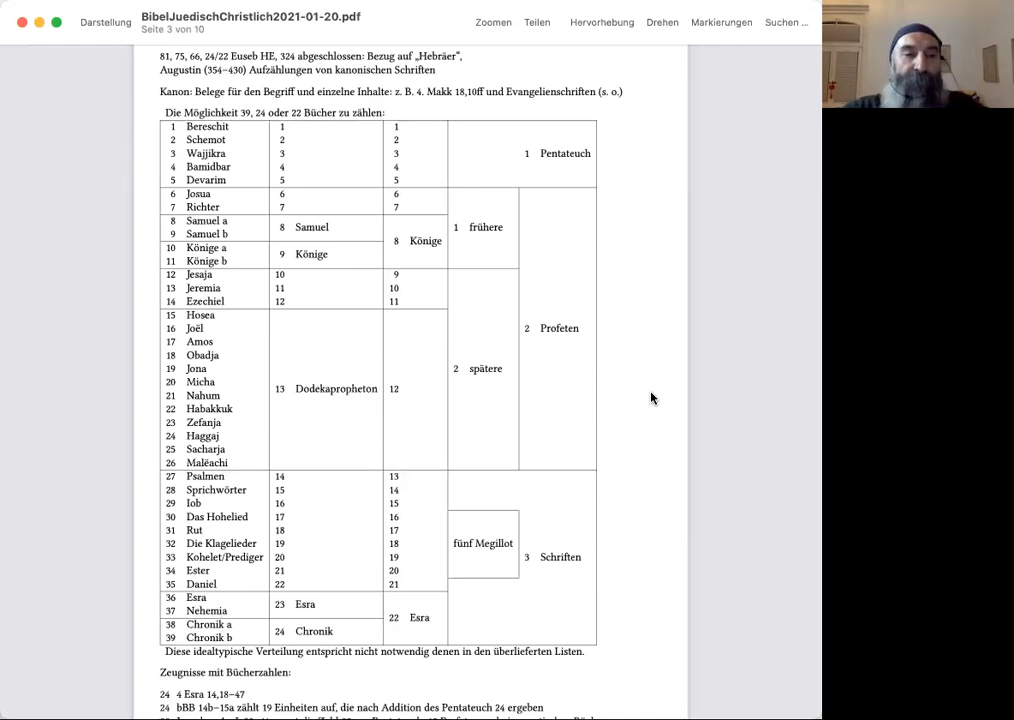 Darstellung BibelJuedischChristlich2021-01-20.pdf Zoomen Teilen Hervorhebung Drehen Markierungen Suchen ...
Seite 3 von 10
81, 75, 66, 24/22 Euseb HE, 324 abgeschlossen: Bezug auf „Hebräer“,
Augustin (354–430) Aufzählungen von kanonischen Schriften
Kanon: Belege für den Begriff und einzelne Inhalte: z. B. 4. Makk 18,10ff und Evangelienschriften (s. o.)
Die Möglichkeit 39, 24 oder 22 Bücher zu zählen:
1 Bereschit 1 1
2 Schemot 2 2
3 Wajjikra 3 3 1 Pentateuch
4 Bamidbar 4 4
5 Devarim 5 5
6 Josua 6 6
7 Richter 7 7
8 Samuel a
8 Samuel 1 frühere
9 Samuel b
8 Könige
10 Könige a
9 Könige
11 Könige b
12 Jesaja 10 9
13 Jeremia 11 10
14 Ezechiel 12 11
15 Hosea
16 Joël 2 Profeten
17 Amos
18 Obadja
19 Jona 2 spätere
20 Micha
13 Dodekapropheton 12
21 Nahum
22 Habakkuk
23 Zefanja
24 Haggaj
25 Sacharja
26 Malëachi
27 Psalmen 14 13
28 Sprichwörter 15 14
29 Iob 16 15
30 Das Hohelied 17 16
31 Rut 18 17
32 Die Klagelieder 19 18 fünf Megillot
33 Kohelet/Prediger 20 19 3 Schriften
34 Ester 21 20
35 Daniel 22 21
36 Esra
23 Esra
37 Nehemia
22 Esra
38 Chronik a
24 Chronik
39 Chronik b
Diese idealtypische Verteilung entspricht nicht notwendig denen in den überlieferten Listen.
Zeugnisse mit Bücherzahlen:
24 4 Esra 14,18–47
24 bBB 14b–15a zählt 19 Einheiten auf, die nach Addition des Pentateuch 24 ergeben